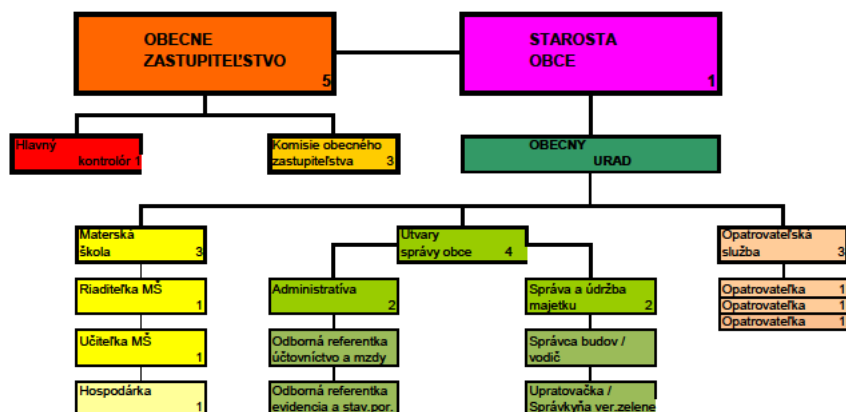 OBECNE
ZASTUPITEĽSTVO
5
STAROSTA
OBCE
1
Hlavný
kontrolór 1
Komisie obecného
zastupiteľstva 3
OBECNY
URAD
Materská
škola 3
Utvary
správy obce 4
Opatrovateľská
služba 3
Riaditeľka MŠ
1
Administratíva
2
Správa a údržba
majetku 2
Opatrovateľka 1
Opatrovateľka 1
Opatrovateľka 1
Učiteľka MŠ
1
Odborná referentka
účtovníctvo a mzdy
Správca budov /
vodič
Hospodárka
1
Odborná referentka
evidencia a stav.por.
Upratovačka /
Správkyňa ver.zelene